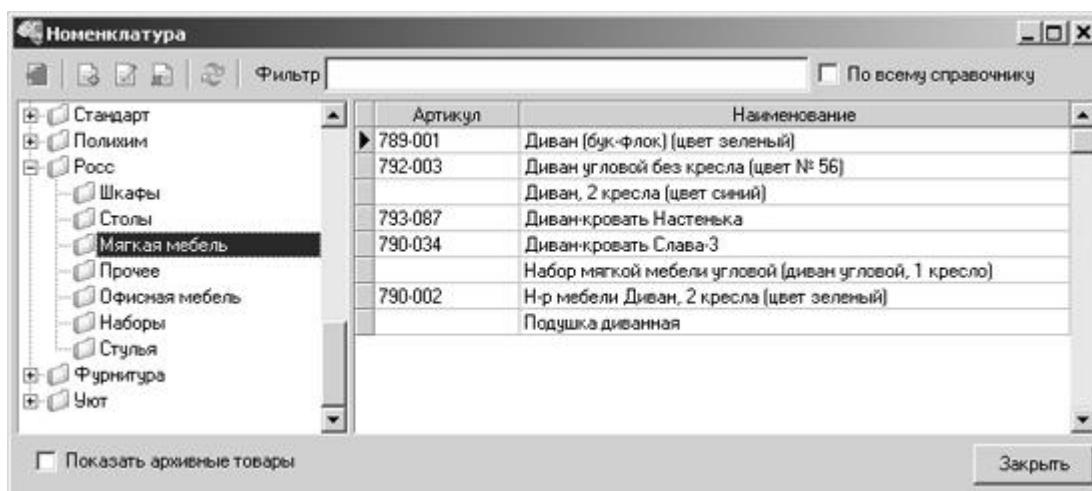 Номенклатура
Фильтр По всему справочнику
Стандарт
Полихим
Росс
Шкафы
Столы
Мягкая мебель
Прочее
Офисная мебель
Наборы
Стулья
Фурнитура
Уют
Артикул Наименование
789-001 Диван (бук-флок) (цвет зеленый)
792-003 Диван угловой без кресла (цвет № 56)
Диван, 2 кресла (цвет синий)
793-087 Диван-кровать Настенька
790-034 Диван-кровать Слава-3
Набор мягкой мебели угловой (диван угловой, 1 кресло)
790-002 Н-р мебели Диван, 2 кресла (цвет зеленый)
Подушка диванная
Показать архивные товары
Закрыть